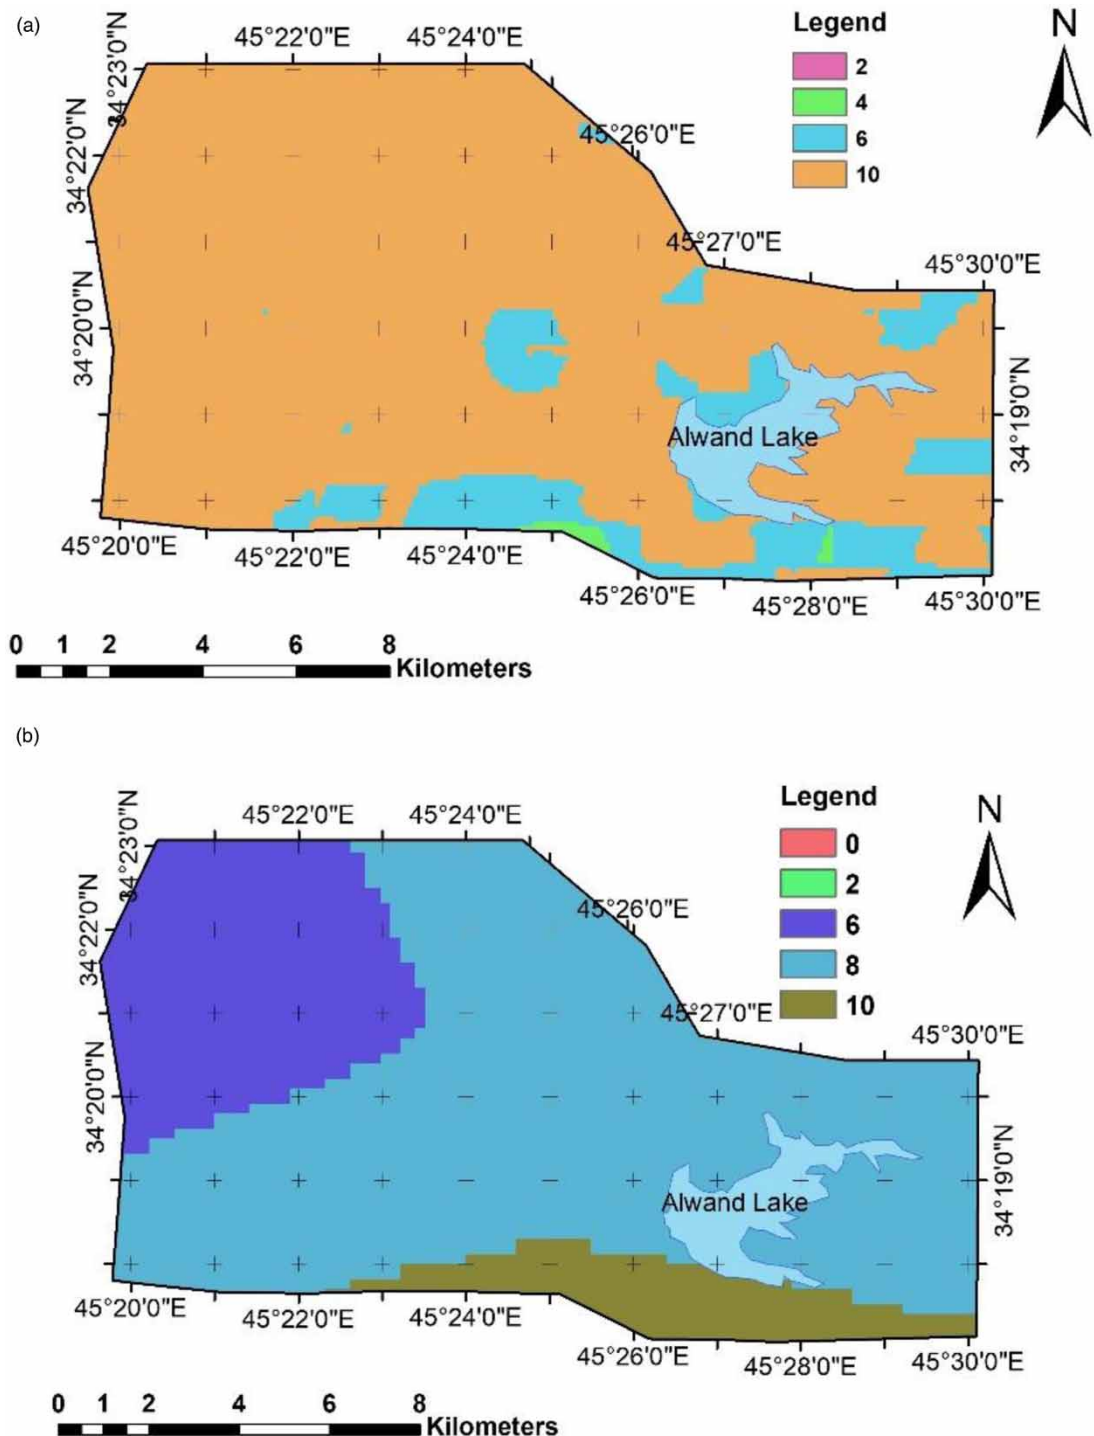 (a)
45°22'0"E 45°24'0"E
Legend
N
34°23'0"N
2
4
6
10
45°26'0"E
34°22'0"N
45°27'0"E
45°30'0"E
34°20'0"N
34°19'0"N
Alwand Lake
45°20'0"E 45°22'0"E 45°24'0"E
45°26'0"E 45°28'0"E 45°30'0"E
0 1 2 4 6 8
Kilometers
(b)
45°22'0"E 45°24'0"E
Legend
N
34°23'0"N
0
2
6
8
10
45°26'0"E
34°22'0"N
45°27'0"E
45°30'0"E
34°20'0"N
34°19'0"N
Alwand Lake
45°20'0"E 45°22'0"E 45°24'0"E
45°26'0"E 45°28'0"E 45°30'0"E
0 1 2 4 6 8
Kilometers